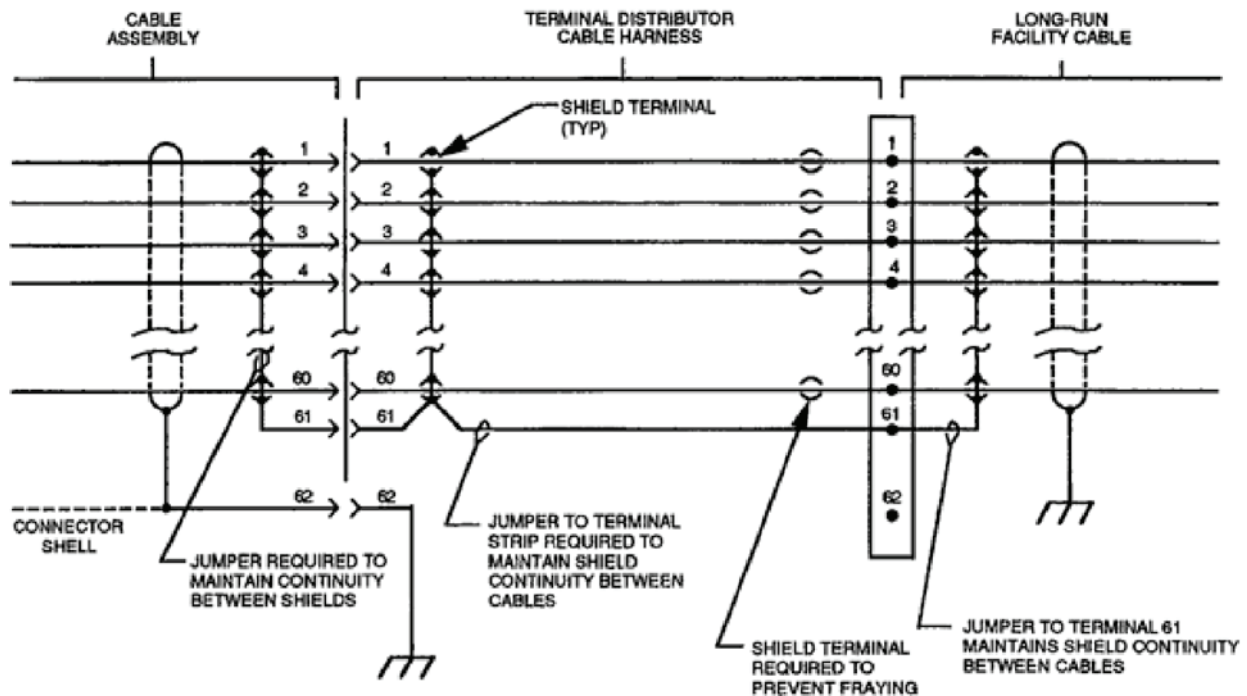 CABLE
ASSEMBLY
TERMINAL DISTRIBUTOR
CABLE HARNESS
LONG-RUN
FACILITY CABLE
SHIELD TERMINAL
(TYP)
1
1
1
2
2
2
3
3
3
4
4
4
60
60
60
61
61
61
62
62
62
CONNECTOR
SHELL
JUMPER REQUIRED TO
MAINTAIN CONTINUITY
BETWEEN SHIELDS
JUMPER TO TERMINAL
STRIP REQUIRED TO
MAINTAIN SHIELD
CONTINUITY BETWEEN
CABLES
SHIELD TERMINAL
REQUIRED TO
PREVENT FRAYING
JUMPER TO TERMINAL 61
MAINTAINS SHIELD CONTINUITY
BETWEEN CABLES